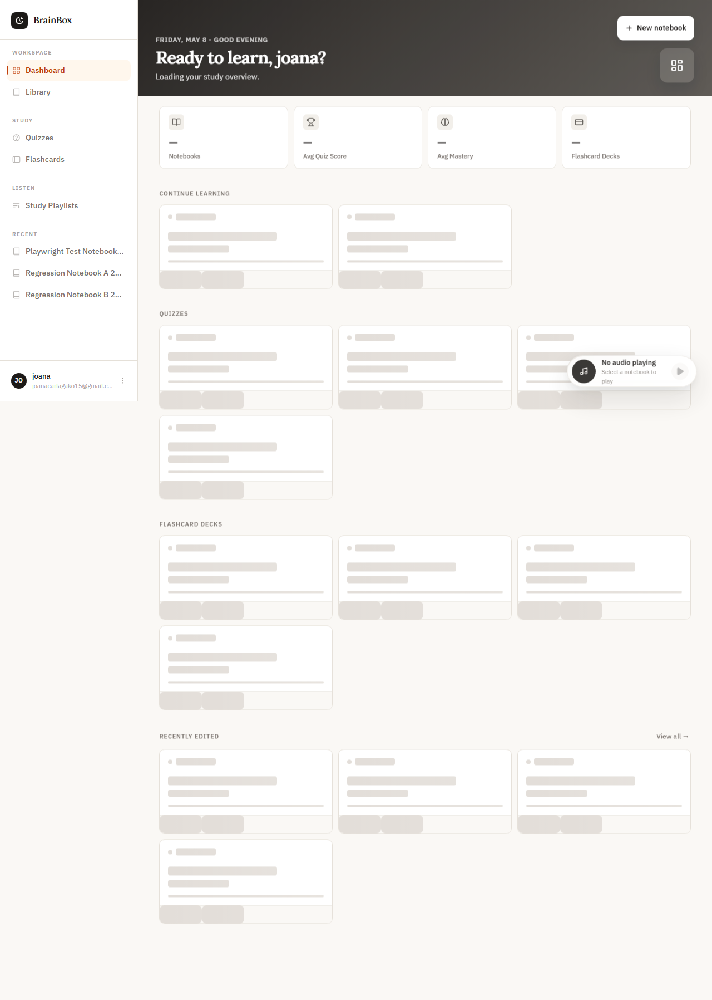 BrainBox
WORKSPACE
Dashboard
Library
STUDY
Quizzes
Flashcards
LISTEN
Study Playlists
RECENT
Playwright Test Notebook...
Regression Notebook A 2...
Regression Notebook B 2...
JO
joana
joanacarlagako15@gmail.c...
FRIDAY, MAY 8 - GOOD EVENING
Ready to learn, joana?
Loading your study overview.
+ New notebook
—
Notebooks
—
Avg Quiz Score
—
Avg Mastery
—
Flashcard Decks
CONTINUE LEARNING
QUIZZES
No audio playing
Select a notebook to
play
FLASHCARD DECKS
RECENTLY EDITED
View all →